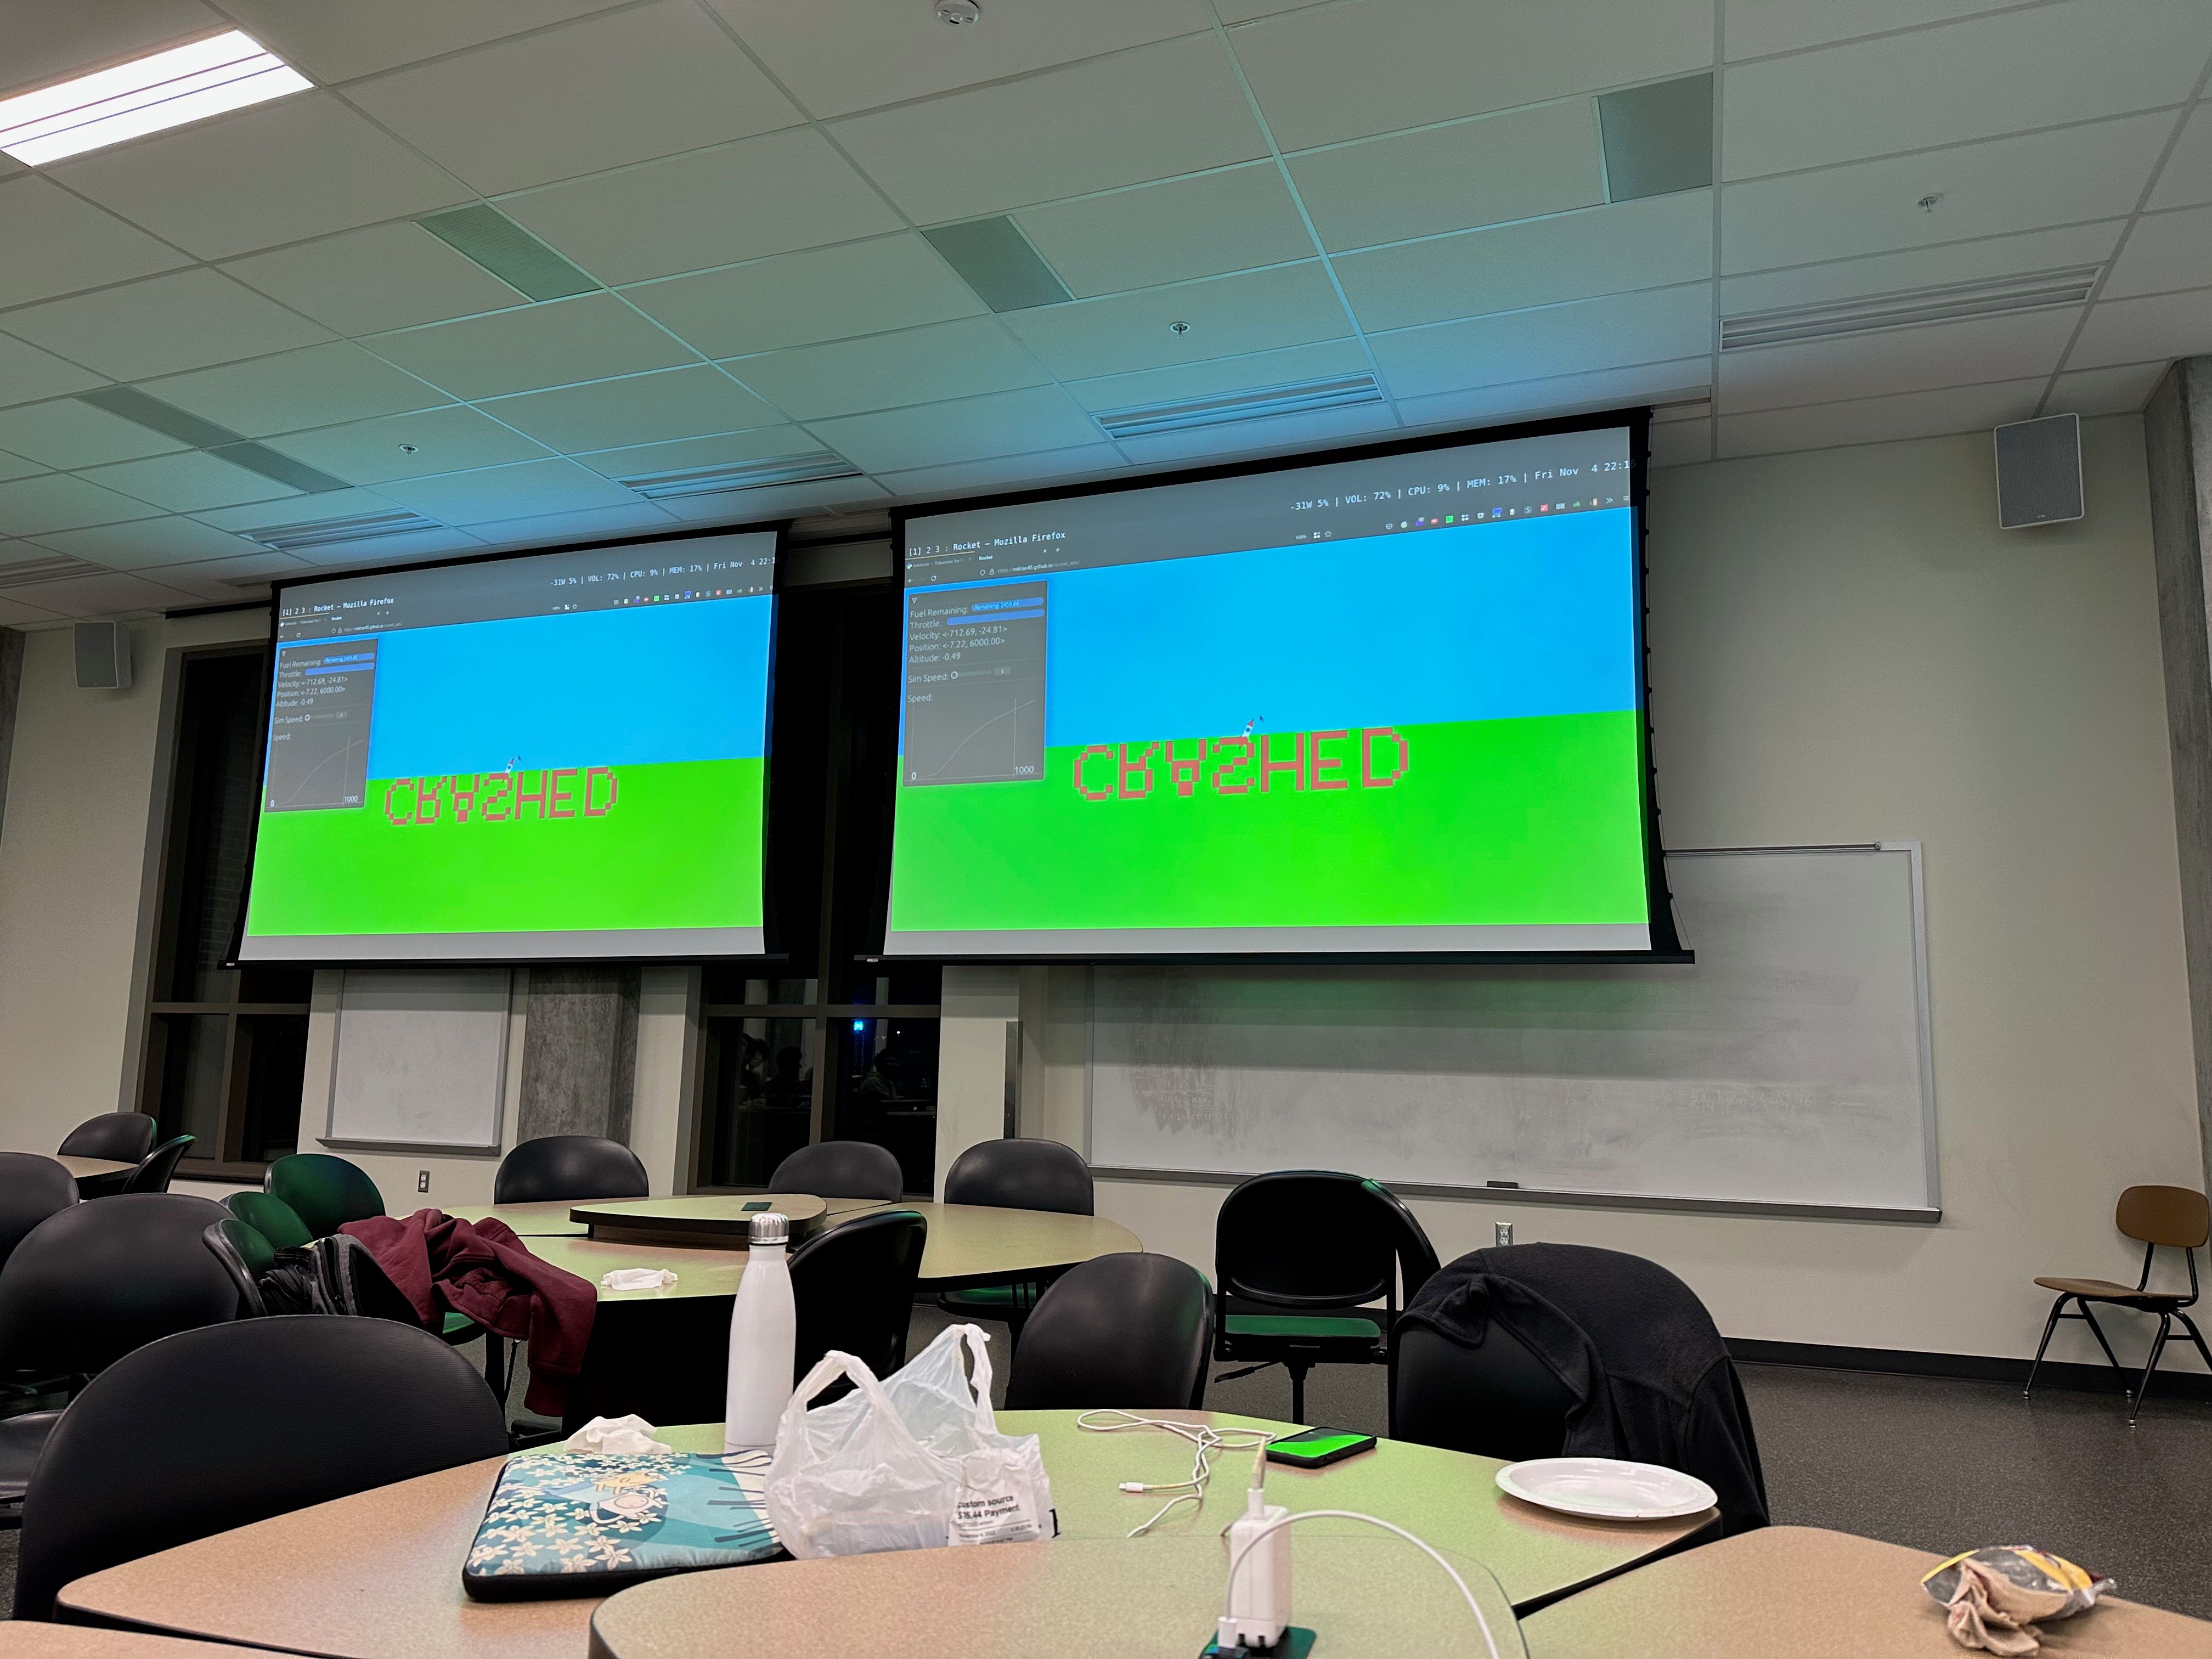 -31W 5% | VOL: 72% | CPU: 9% | MEM: 17% | Fri Nov 4 22:1
[1] 2 3 : Rocket — Mozilla Firefox
Rocket
Fuel Remaining:
Throttle:
Velocity: <-712.69, -24.81>
Position: <-7.22, 6000.00>
Altitude: -0.49
Sim Speed:
Speed:
0 1000
CRASHED
-31W 5% | VOL: 72% | CPU: 9% | MEM: 17% | Fri Nov 4 22:1
[1] 2 3 : Rocket — Mozilla Firefox
Rocket
Fuel Remaining:
Throttle:
Velocity: <-712.69, -24.81>
Position: <-7.22, 6000.00>
Altitude: -0.49
Sim Speed:
Speed:
0 1000
CRASHED
custom source
$15.44 Payment